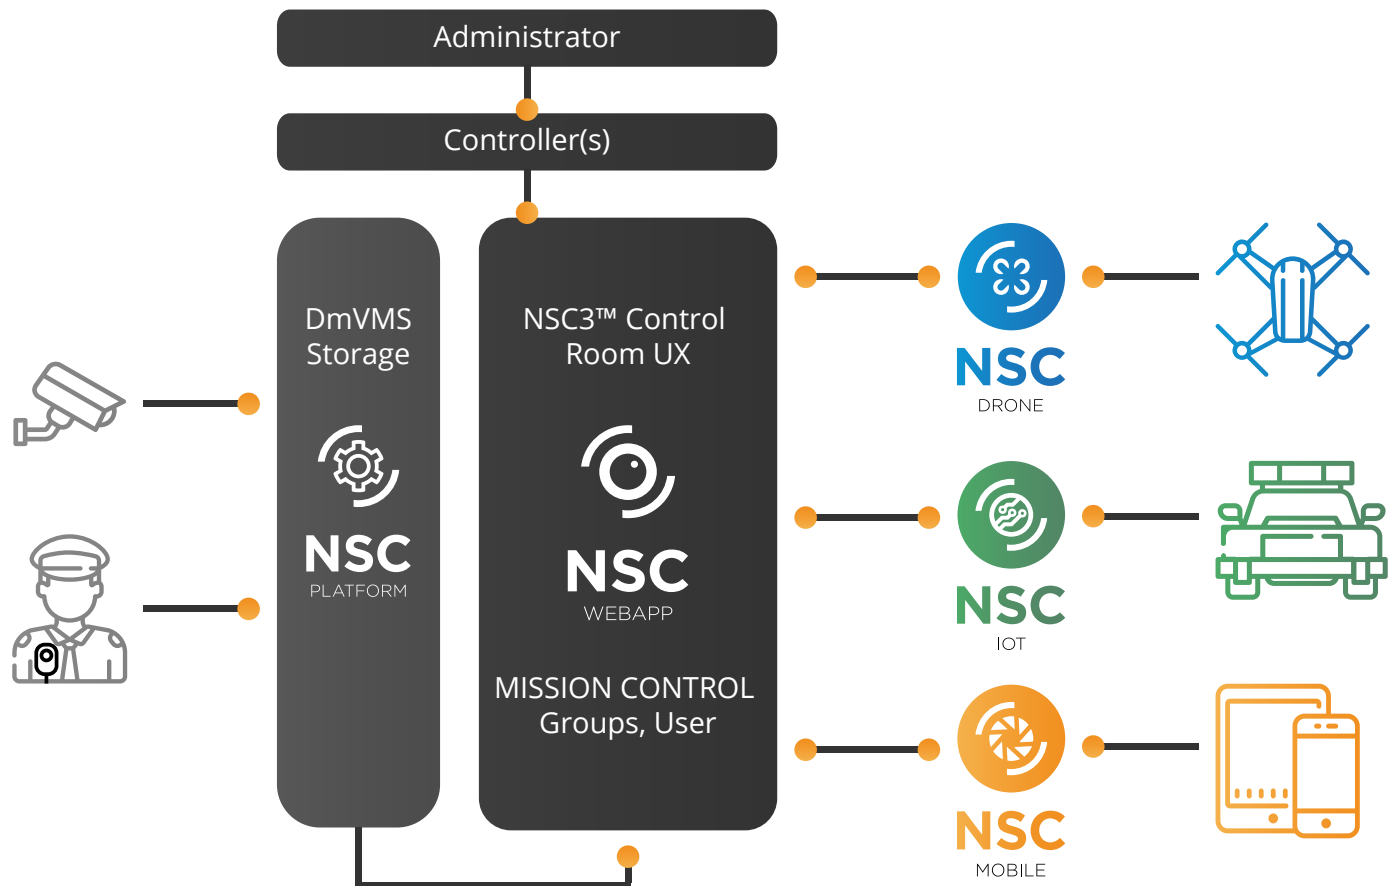 Administrator
Controller(s)
DmVMS
Storage
NSC
PLATFORM
NSC3™ Control
Room UX
NSC
WEBAPP
MISSION CONTROL
Groups, User
NSC
DRONE
NSC
IOT
NSC
MOBILE